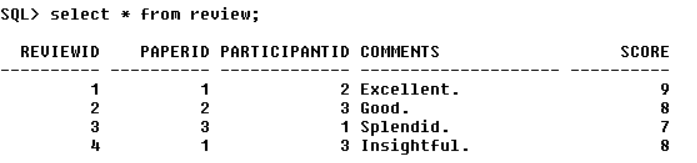 SQL> select * from review;
REVIEWID PAPERID PARTICIPANTID COMMENTS SCORE
---------- ---------- ------------- -------------------- ----------
1 1 2 Excellent. 9
2 2 3 Good. 8
3 3 1 Splendid. 7
4 1 3 Insightful. 8